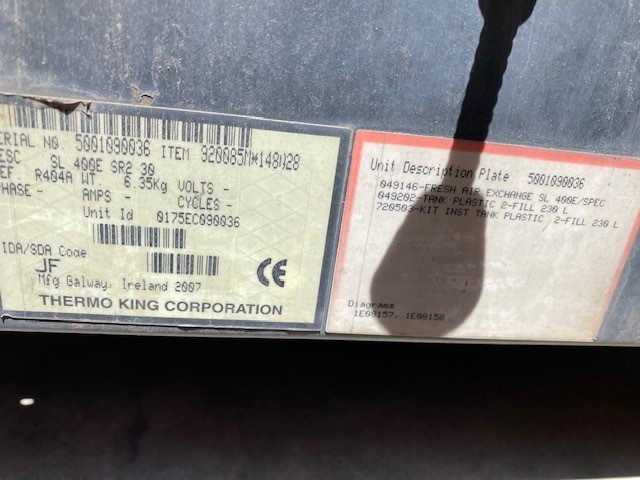 ERIAL NO. 5001090036 ITEM 920085M*148028
ESC SL 400E SR2 30
EF. R404A WT 6.35Kg VOLTS -
PHASE - AMPS - CYCLES -
Unit Id 0175EC090036
IDA/SDA Code
JF
Mfg Galway, Ireland 2007
CE
THERMO KING CORPORATION
Unit Description Plate 5001090036
049146-FRESH AIR EXCHANGE SL 400E/SPEC
049202-TANK PLASTIC 2-FILL 230 L
720503-KIT INST TANK PLASTIC, 2-FILL 230 L
Diagrams
1E00157, 1E00158